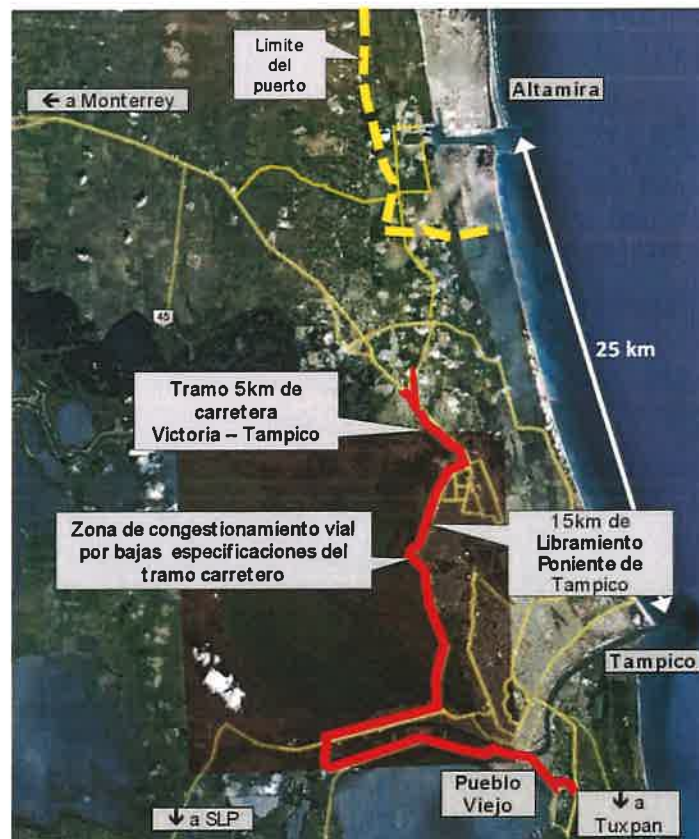 Limite
del
puerto
← a Monterrey
Altamira
45
25 km
Tramo 5km de
carretera
Victoria – Tampico
Zona de congestionamiento vial
por bajas especificaciones del
tramo carretero
15km de
Libramiento
Poniente de
Tampico
Tampico
Pueblo
Viejo
↓ a SLP
↓ a
Tuxpan